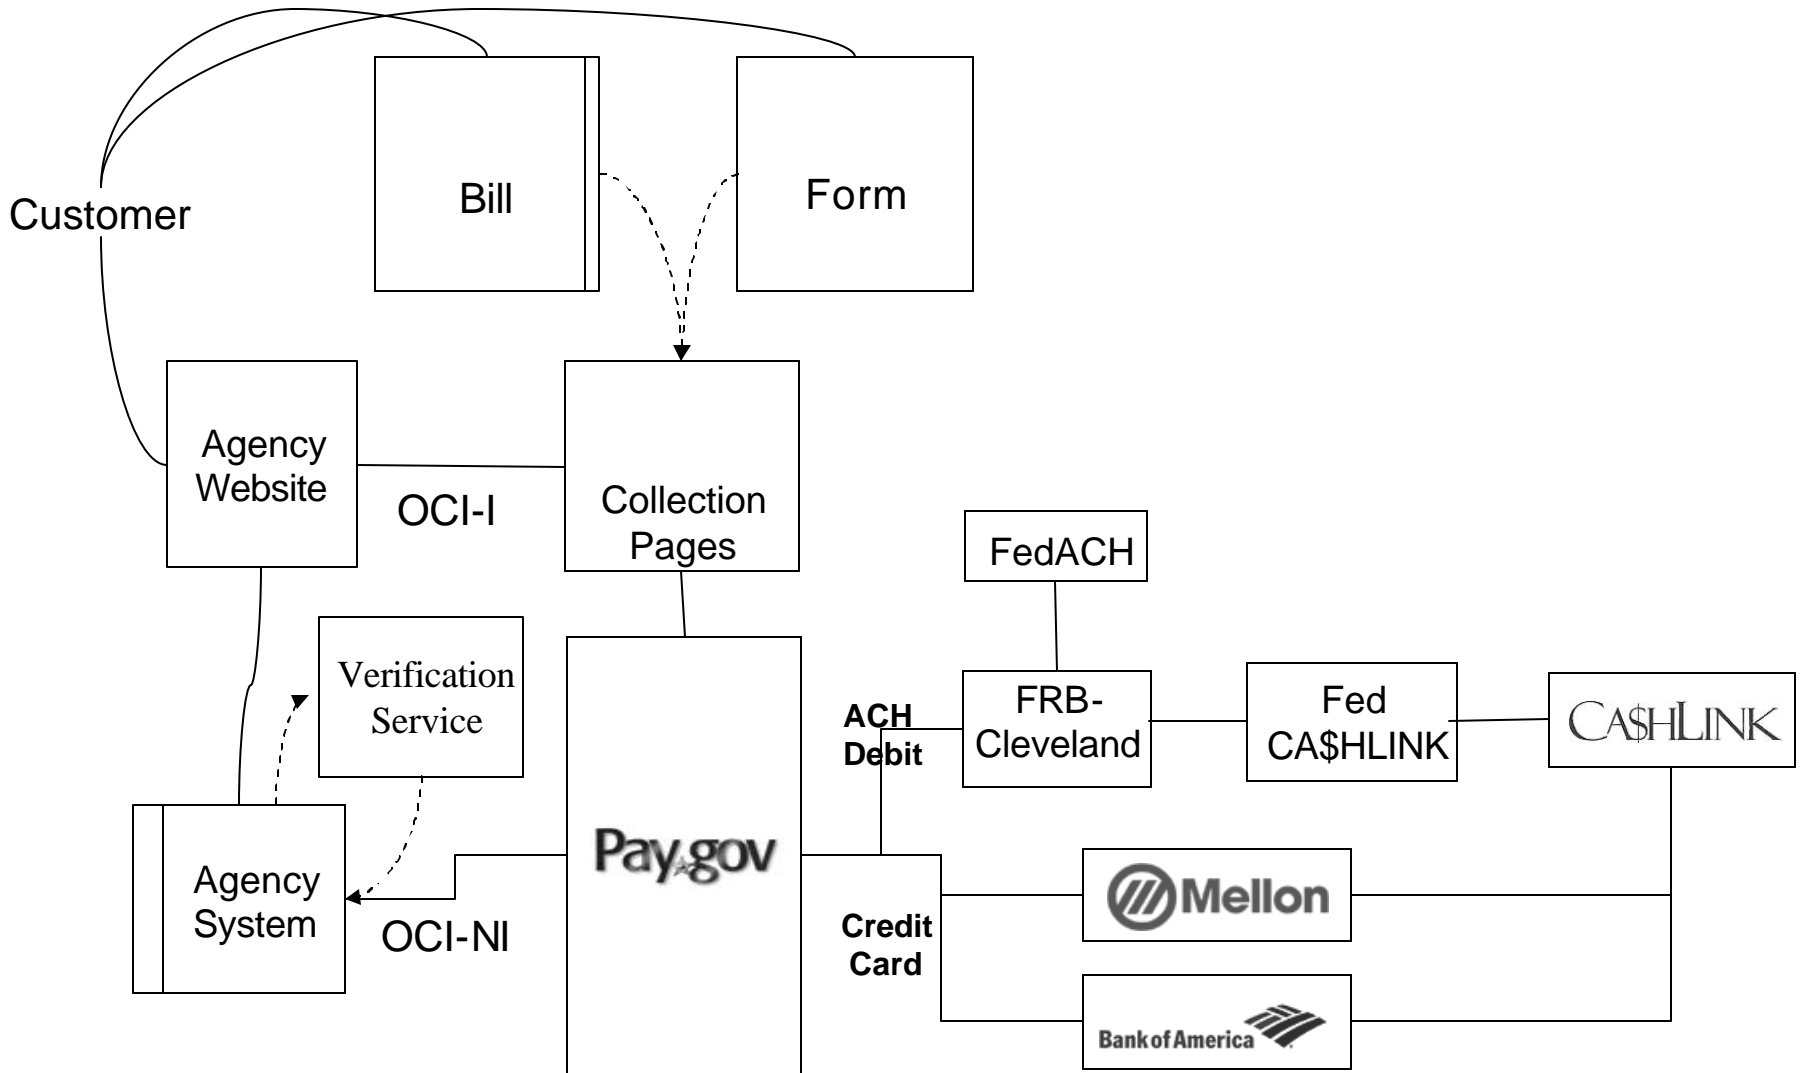 Customer
Bill
Form
Agency
Website
OCI-I
Collection
Pages
FedACH
Verification
Service
ACH
Debit
FRB-
Cleveland
Fed
CA$HLINK
CA$HLINK
Agency
System
OCI-NI
Pay.gov
Credit
Card
Mellon
Bank of America